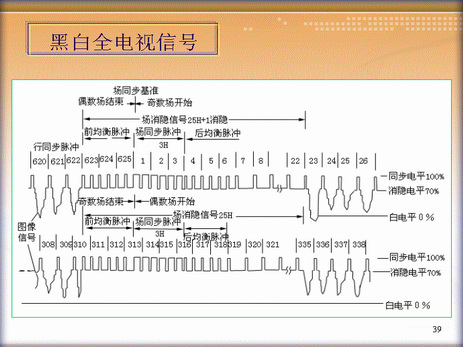 黑白全电视信号
场同步基准
偶数场结束 奇数场开始
场消隐信号25H+1消隐
前均衡脉冲 场同步脉冲 后均衡脉冲
3H
行同步脉冲
620 621 622 623 624 625 1 2 3 4 5 6 7 8 22 23 24 25 26
同步电平100%
消隐电平70%
奇数场结束 偶数场开始
白电平0%
场消隐信号25H
图像信号
前均衡脉冲 场同步脉冲 后均衡脉冲
3H
308 309 310 311 312 313 314 315 316 317 318 319 320 321 335 336 337 338
同步电平100%
消隐电平70%
白电平0%
39